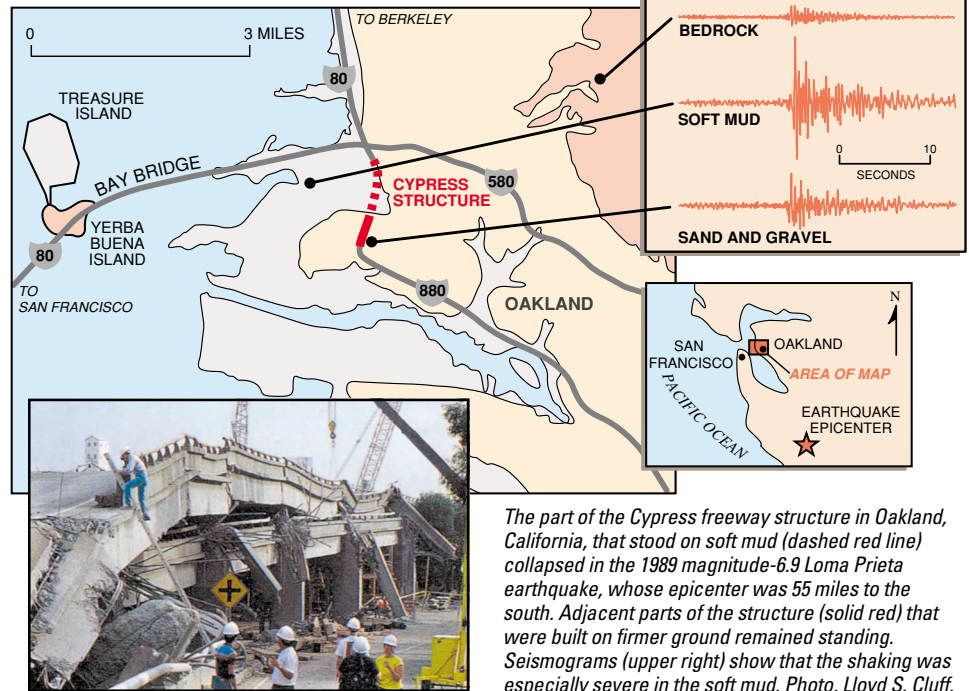 TO BERKELEY
0 3 MILES
80
TREASURE
ISLAND
BAY BRIDGE
YERBA
BUENA
ISLAND
80
TO
SAN FRANCISCO
CYPRESS
STRUCTURE
580
880
OAKLAND
BEDROCK
SOFT MUD
0 10
SECONDS
SAND AND GRAVEL
N
SAN
FRANCISCO
OAKLAND
AREA OF MAP
PACIFIC OCEAN
EARTHQUAKE
EPICENTER
The part of the Cypress freeway structure in Oakland,
California, that stood on soft mud (dashed red line)
collapsed in the 1989 magnitude-6.9 Loma Prieta
earthquake, whose epicenter was 55 miles to the
south. Adjacent parts of the structure (solid red) that
were built on firmer ground remained standing.
Seismograms (upper right) show that the shaking was
especially severe in the soft mud. Photo, Lloyd S. Cluff.